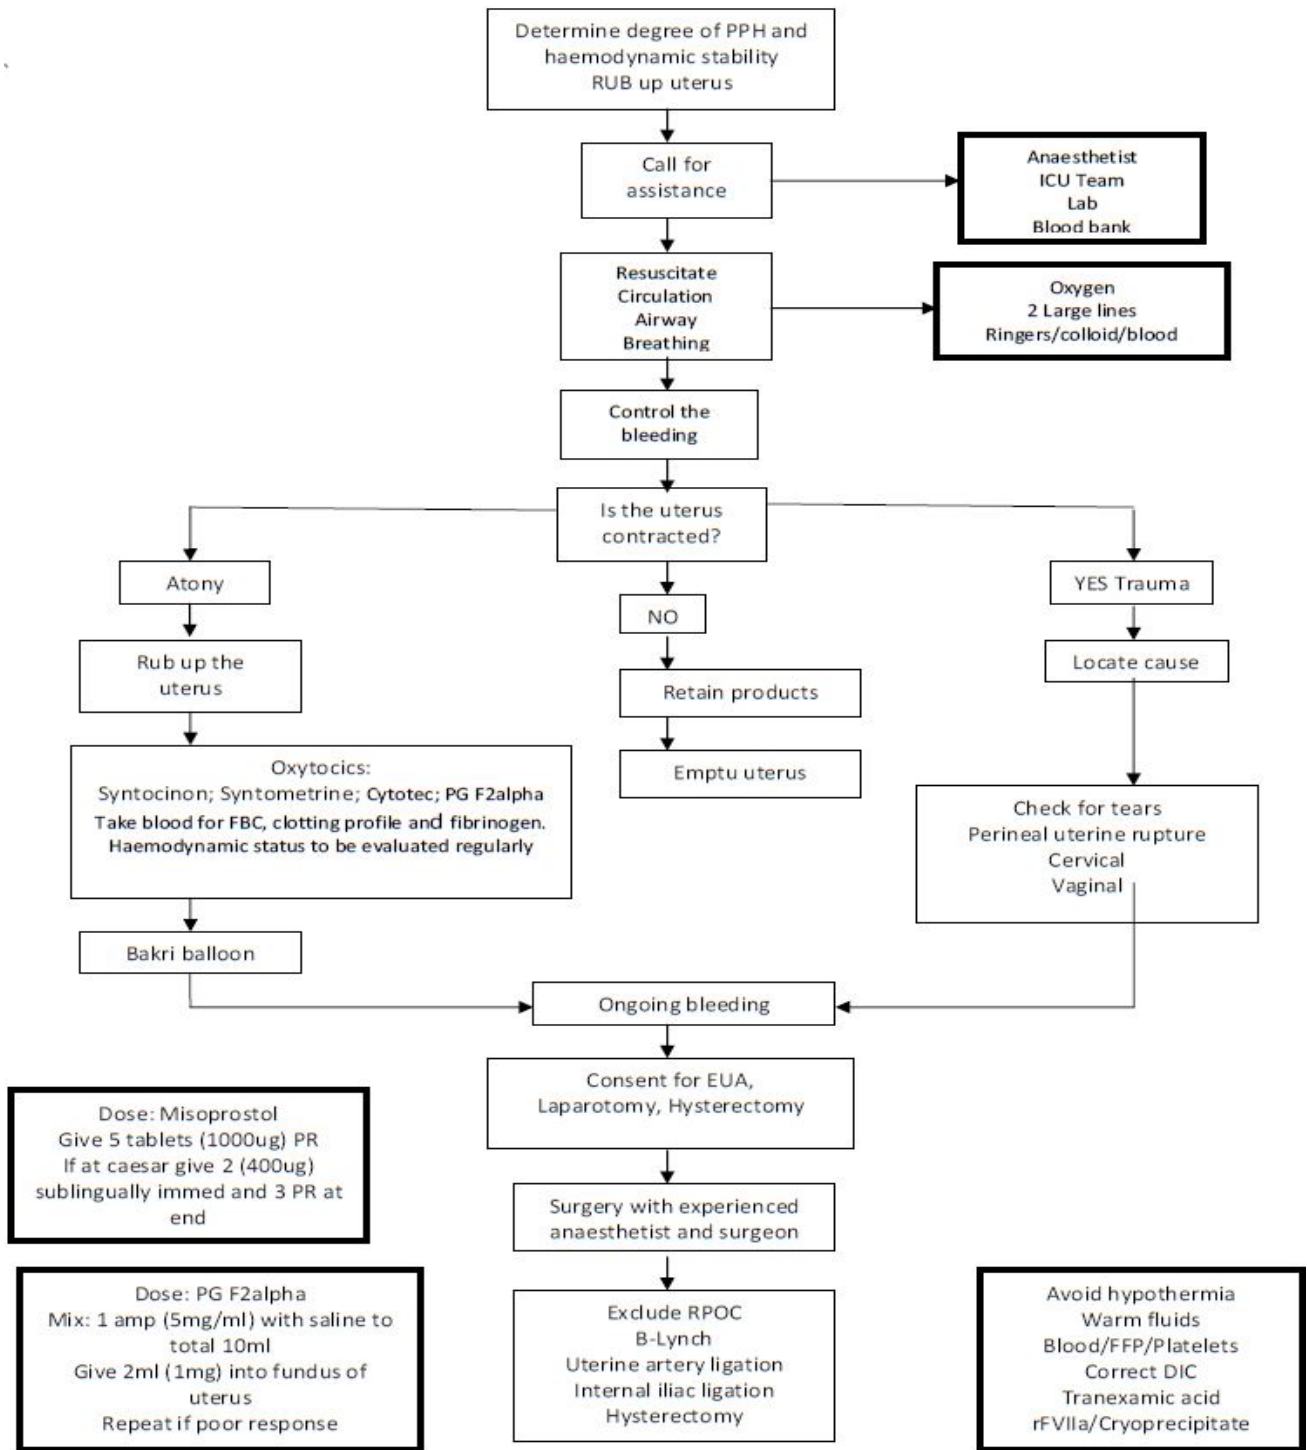 Determine degree of PPH and
haemodynamic stability
RUB up uterus
Call for
assistance
Anaesthetist
ICU Team
Lab
Blood bank
Resuscitate
Circulation
Airway
Breathing
Oxygen
2 Large lines
Ringers/colloid/blood
Control the
bleeding
Is the uterus
contracted?
Atony
NO
YES Trauma
Rub up the
uterus
Retain products
Locate cause
Oxytocics:
Syntocinon; Syntometrine; Cytotec; PG F2alpha
Take blood for FBC, clotting profile and fibrinogen.
Haemodynamic status to be evaluated regularly
Emptu uterus
Check for tears
Perineal uterine rupture
Cervical
Vaginal
Bakri balloon
Ongoing bleeding
Consent for EUA,
Laparotomy, Hysterectomy
Dose: Misoprostol
Give 5 tablets (1000ug) PR
If at caesar give 2 (400ug)
sublingually immed and 3 PR at
end
Surgery with experienced
anaesthetist and surgeon
Dose: PG F2alpha
Mix: 1 amp (5mg/ml) with saline to
total 10ml
Give 2ml (1mg) into fundus of
uterus
Repeat if poor response
Exclude RPOC
B-Lynch
Uterine artery ligation
Internal iliac ligation
Hysterectomy
Avoid hypothermia
Warm fluids
Blood/FFP/Platelets
Correct DIC
Tranexamic acid
rFVIIa/Cryoprecipitate